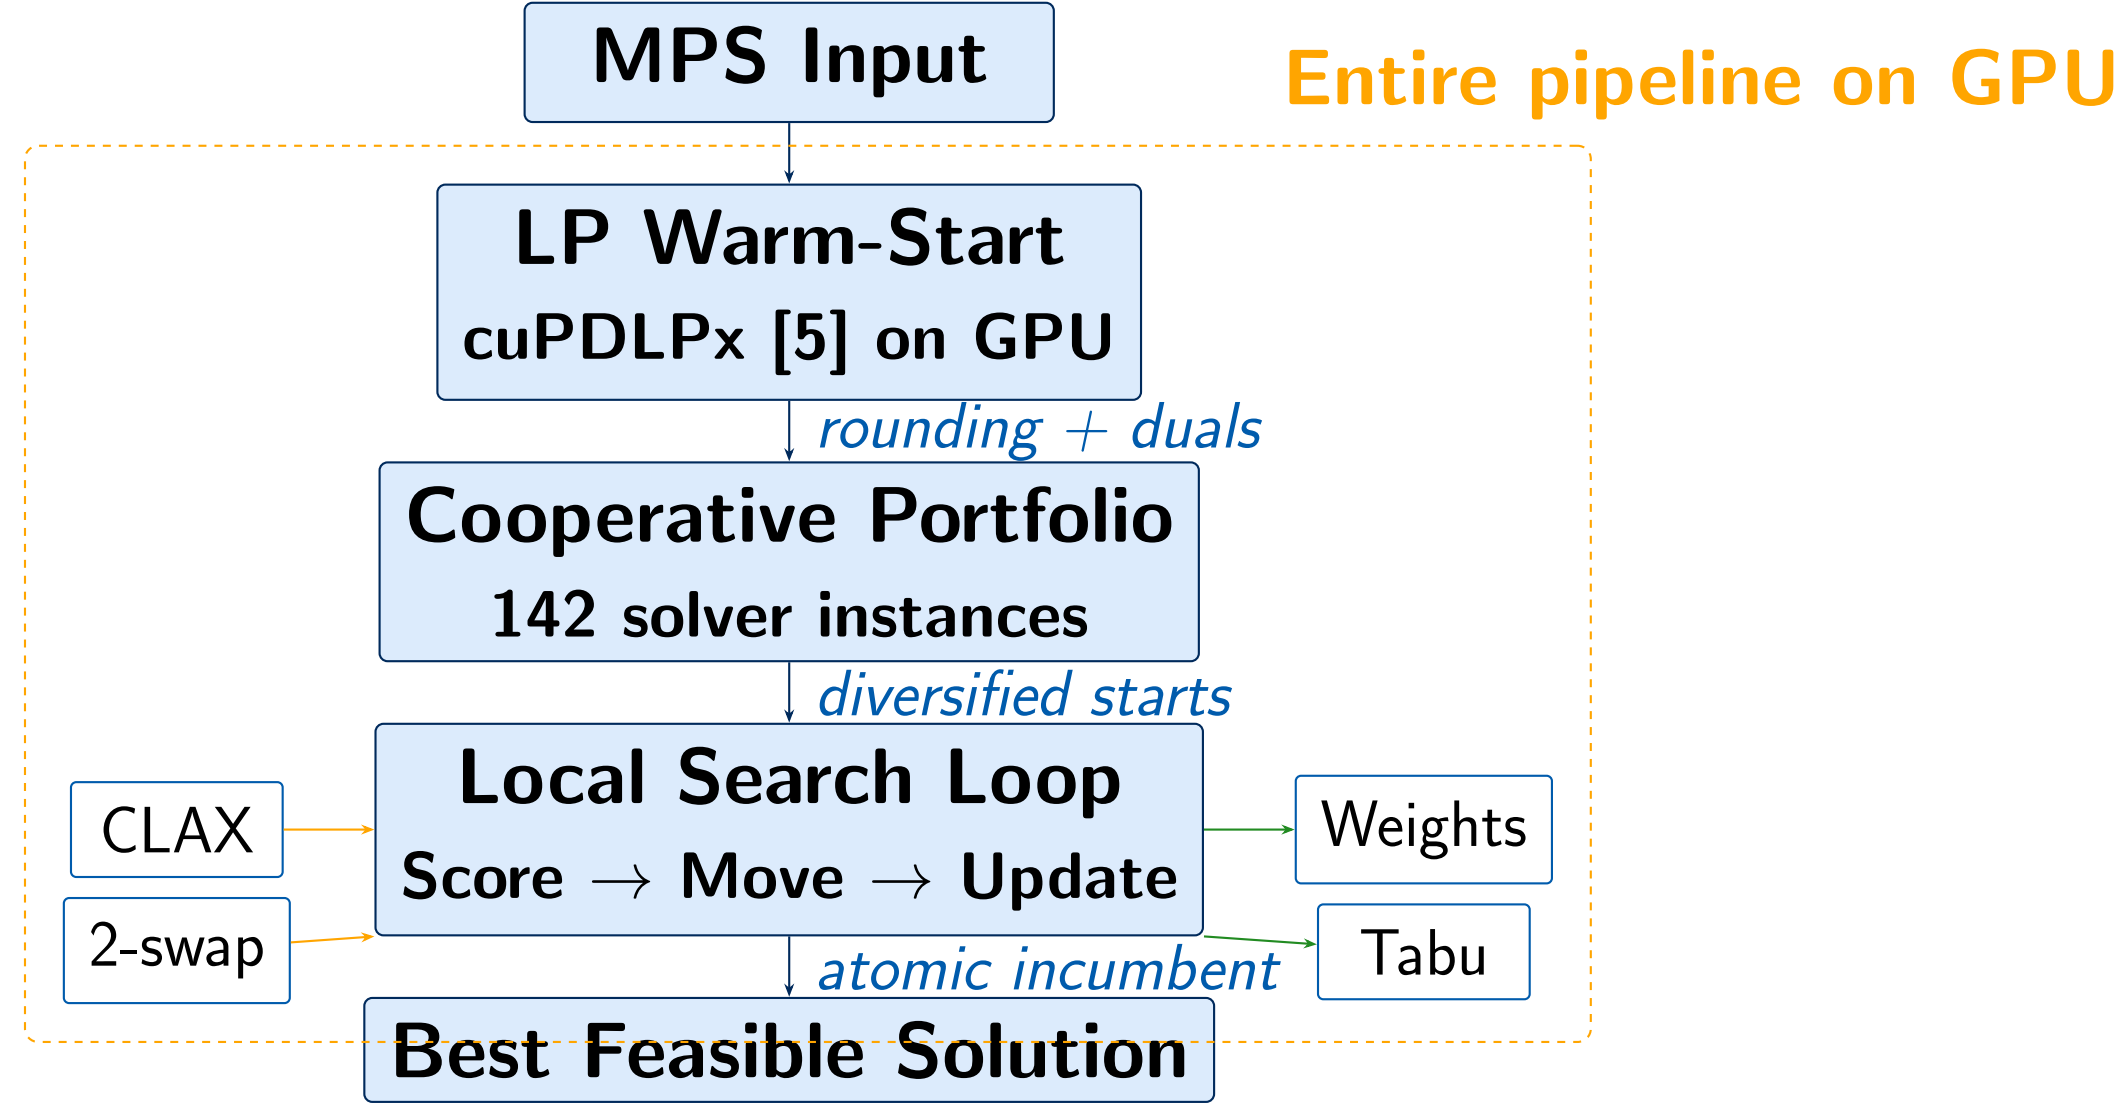 MPS Input
Entire pipeline on GPU
LP Warm-Start
cuPDLPx [5] on GPU
rounding + duals
Cooperative Portfolio
142 solver instances
diversified starts
Local Search Loop
Score → Move → Update
CLAX
2-swap
Weights
Tabu
atomic incumbent
Best Feasible Solution